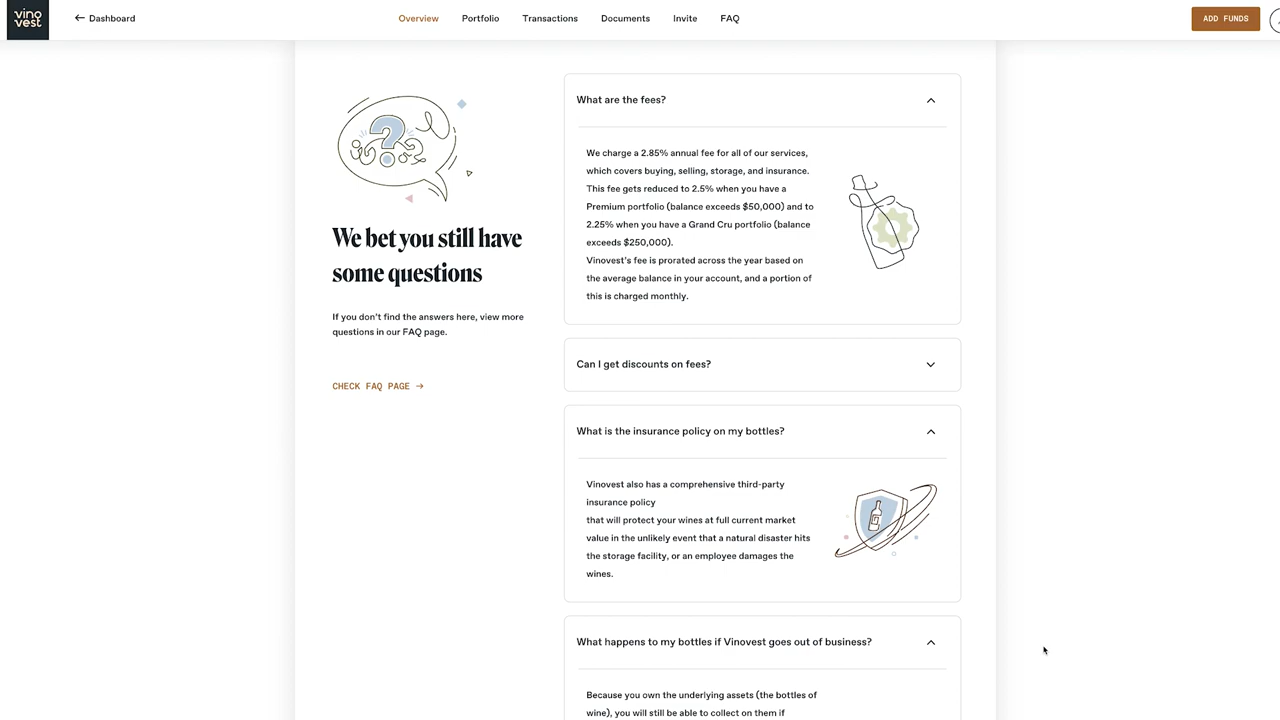 vino
vest
← Dashboard
Overview
Portfolio
Transactions
Documents
Invite
FAQ
ADD FUNDS
We bet you still have
some questions
If you don't find the answers here, view more
questions in our FAQ page.
CHECK FAQ PAGE →
What are the fees?
We charge a 2.85% annual fee for all of our services,
which covers buying, selling, storage, and insurance.
This fee gets reduced to 2.5% when you have a
Premium portfolio (balance exceeds $50,000) and to
2.25% when you have a Grand Cru portfolio (balance
exceeds $250,000).
Vinovest's fee is prorated across the year based on
the average balance in your account, and a portion of
this is charged monthly.
Can I get discounts on fees?
What is the insurance policy on my bottles?
Vinovest also has a comprehensive third-party
insurance policy
that will protect your wines at full current market
value in the unlikely event that a natural disaster hits
the storage facility, or an employee damages the
wines.
What happens to my bottles if Vinovest goes out of business?
Because you own the underlying assets (the bottles of
wine), you will still be able to collect on them if